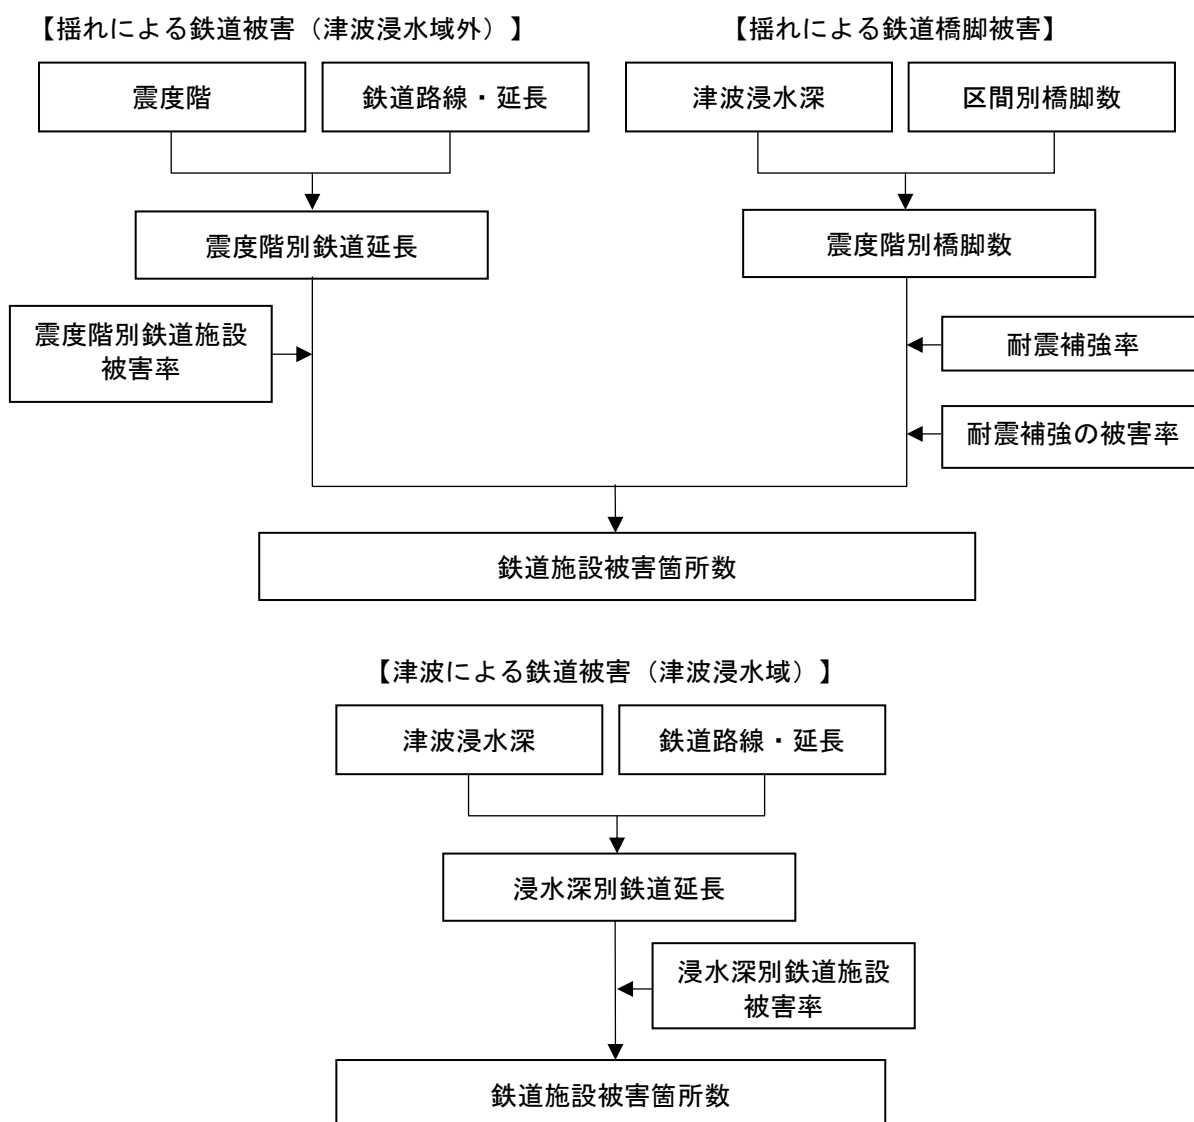 【揺れによる鉄道被害（津波浸水域外）】
震度階
鉄道路線・延長
震度階別鉄道延長
震度階別鉄道施設
被害率
【揺れによる鉄道橋脚被害】
津波浸水深
区間別橋脚数
震度階別橋脚数
耐震補強率
耐震補強の被害率
鉄道施設被害箇所数
【津波による鉄道被害（津波浸水域）】
津波浸水深
鉄道路線・延長
浸水深別鉄道延長
浸水深別鉄道施設
被害率
鉄道施設被害箇所数